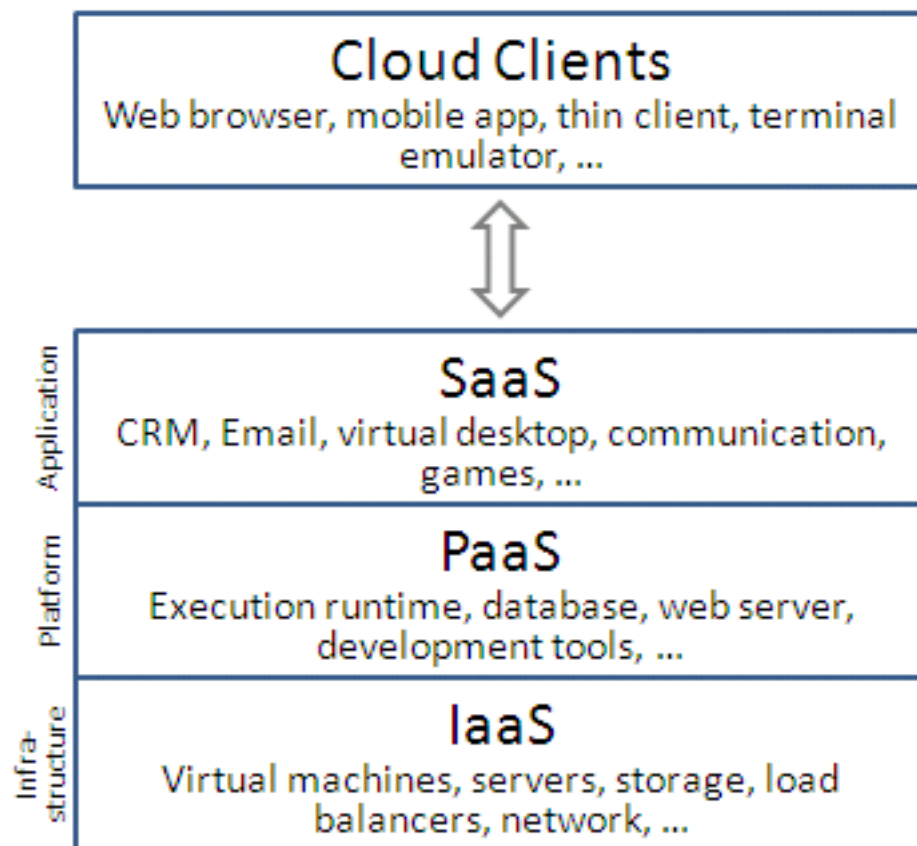 Cloud Clients
Web browser, mobile app, thin client, terminal
emulator, ...
Application
SaaS
CRM, Email, virtual desktop, communication,
games, ...
Platform
PaaS
Execution runtime, database, web server,
development tools, ...
Infra-
structure
IaaS
Virtual machines, servers, storage, load
balancers, network, ...